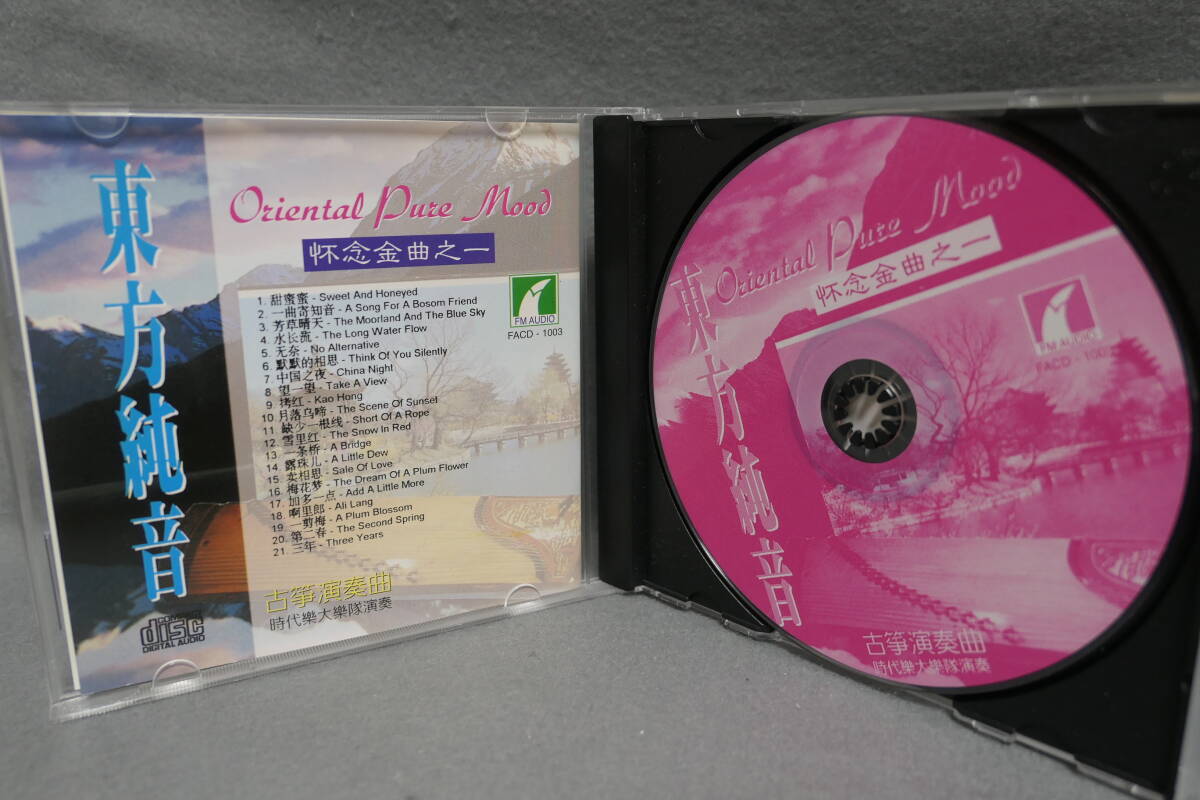 東方純音
Oriental Pure Mood
怀念金曲之一
1. 甜蜜蜜 - Sweet And Honeyed
2. 一曲寄知音 - A Song For A Bosom Friend
3. 芳草晴天 - The Moorland And The Blue Sky
4. 水长流 - The Long Water Flow
5. 无奈 - No Alternative
6. 默默的相思 - Think Of You Silently
7. 中国之夜 - China Night
8. 望一望 - Take A View
9. 拷红 - Kao Hong
10. 月落乌啼 - The Scene Of Sunset
11. 缺少一根线 - Short Of A Rope
12. 雪里红 - The Snow In Red
13. 一条桥 - A Bridge
14. 露珠儿 - A Little Dew
15. 卖相思 - Sale Of Love
16. 梅花梦 - The Dream Of A Plum Flower
17. 加多一点 - Add A Little More
18. 啊里郎 - Ali Lang
19. 一剪梅 - A Plum Blossom
20. 第二春 - The Second Spring
21. 三年 - Three Years
FM AUDIO
FACD - 1003
古箏演奏曲
時代樂大樂隊演奏
COMPACT
disc
DIGITAL AUDIO
東方純音
Oriental Pure Mood
怀念金曲之一
FM AUDIO
FACD - 1003
古箏演奏曲
時代樂大樂隊演奏